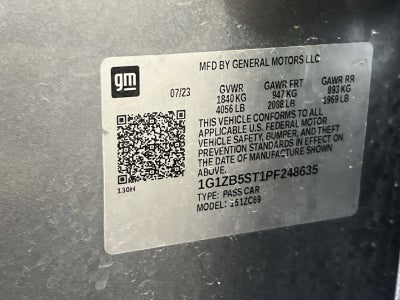 gm
MFD BY GENERAL MOTORS LLC
07/23 GVWR GAWR FRT GAWR RR
1840 KG 947 KG 893 KG
4056 LB 2088 LB 1969 LB
THIS VEHICLE CONFORMS TO ALL
APPLICABLE U.S. FEDERAL MOTOR
VEHICLE SAFETY, BUMPER, AND THEFT
PREVENTION STANDARDS IN EFFECT ON
THE DATE OF MANUFACTURE SHOWN
ABOVE.
1G1ZB5ST1PF248635
130H
TYPE: PASS CAR
MODEL: 1G1ZC69